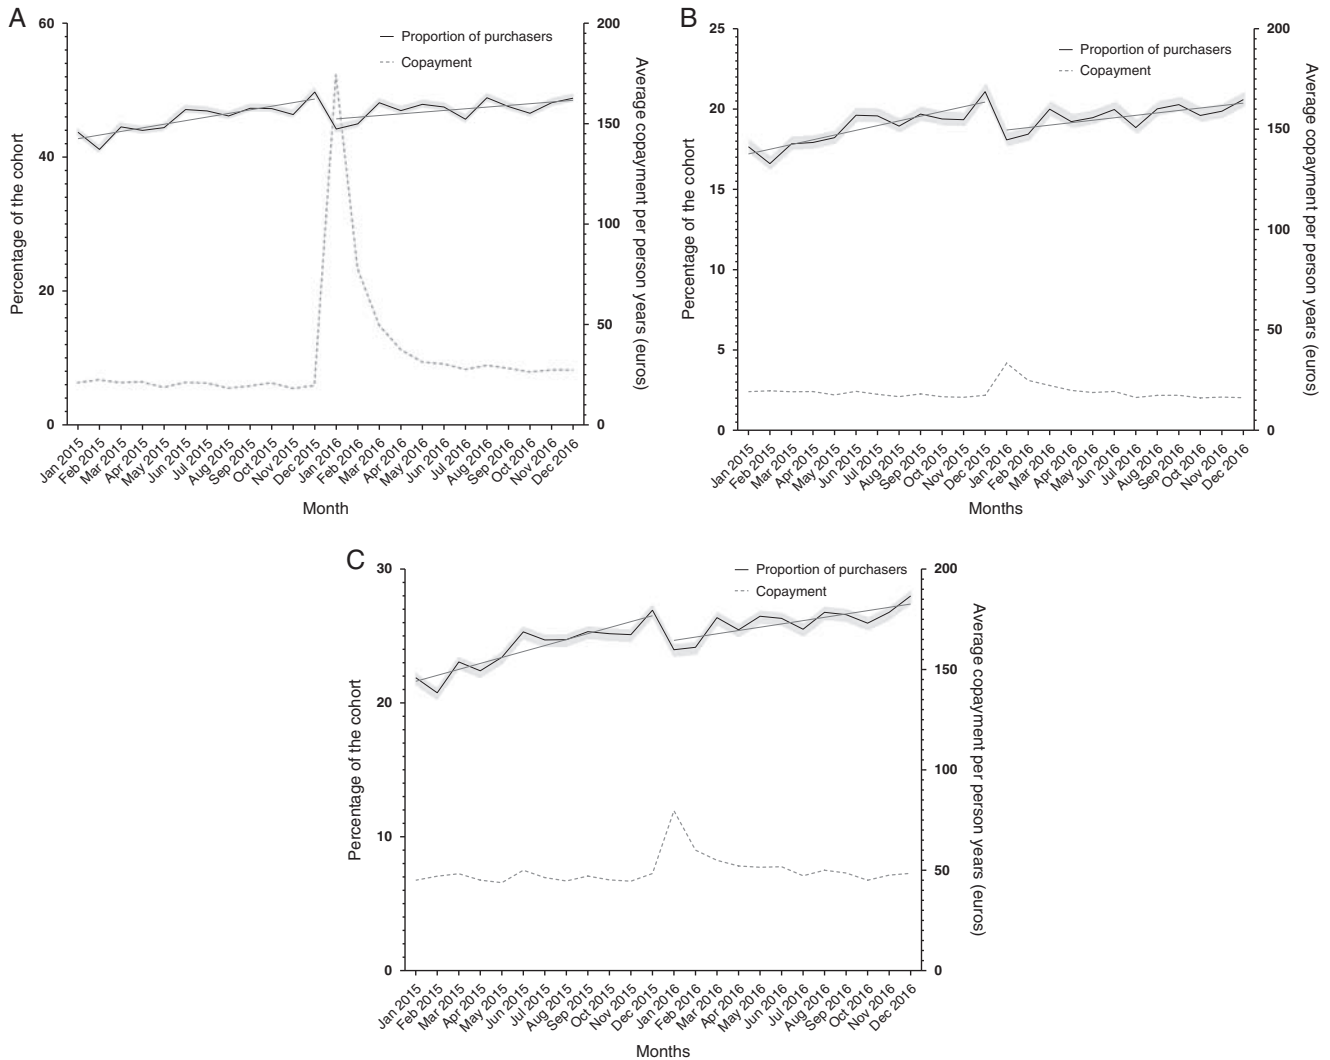 A
Proportion of purchasers
Copayment
Percentage of the cohort
Average copayment per person years (euros)
60
40
20
0
200
150
100
50
0
Jan 2015
Feb 2015
Mar 2015
Apr 2015
May 2015
Jun 2015
Jul 2015
Aug 2015
Sep 2015
Oct 2015
Nov 2015
Dec 2015
Jan 2016
Feb 2016
Mar 2016
Apr 2016
May 2016
Jun 2016
Jul 2016
Aug 2016
Sep 2016
Oct 2016
Nov 2016
Dec 2016
Month
B
Proportion of purchasers
Copayment
Percentage of the cohort
Average copayment per person years (euros)
25
20
15
10
5
0
200
150
100
50
0
Jan 2015
Feb 2015
Mar 2015
Apr 2015
May 2015
Jun 2015
Jul 2015
Aug 2015
Sep 2015
Oct 2015
Nov 2015
Dec 2015
Jan 2016
Feb 2016
Mar 2016
Apr 2016
May 2016
Jun 2016
Jul 2016
Aug 2016
Sep 2016
Oct 2016
Nov 2016
Dec 2016
Months
C
Proportion of purchasers
Copayment
Percentage of the cohort
Average copayment per person years (euros)
30
20
10
0
200
150
100
50
0
Jan 2015
Feb 2015
Mar 2015
Apr 2015
May 2015
Jun 2015
Jul 2015
Aug 2015
Sep 2015
Oct 2015
Nov 2015
Dec 2015
Jan 2016
Feb 2016
Mar 2016
Apr 2016
May 2016
Jun 2016
Jul 2016
Aug 2016
Sep 2016
Oct 2016
Nov 2016
Dec 2016
Months